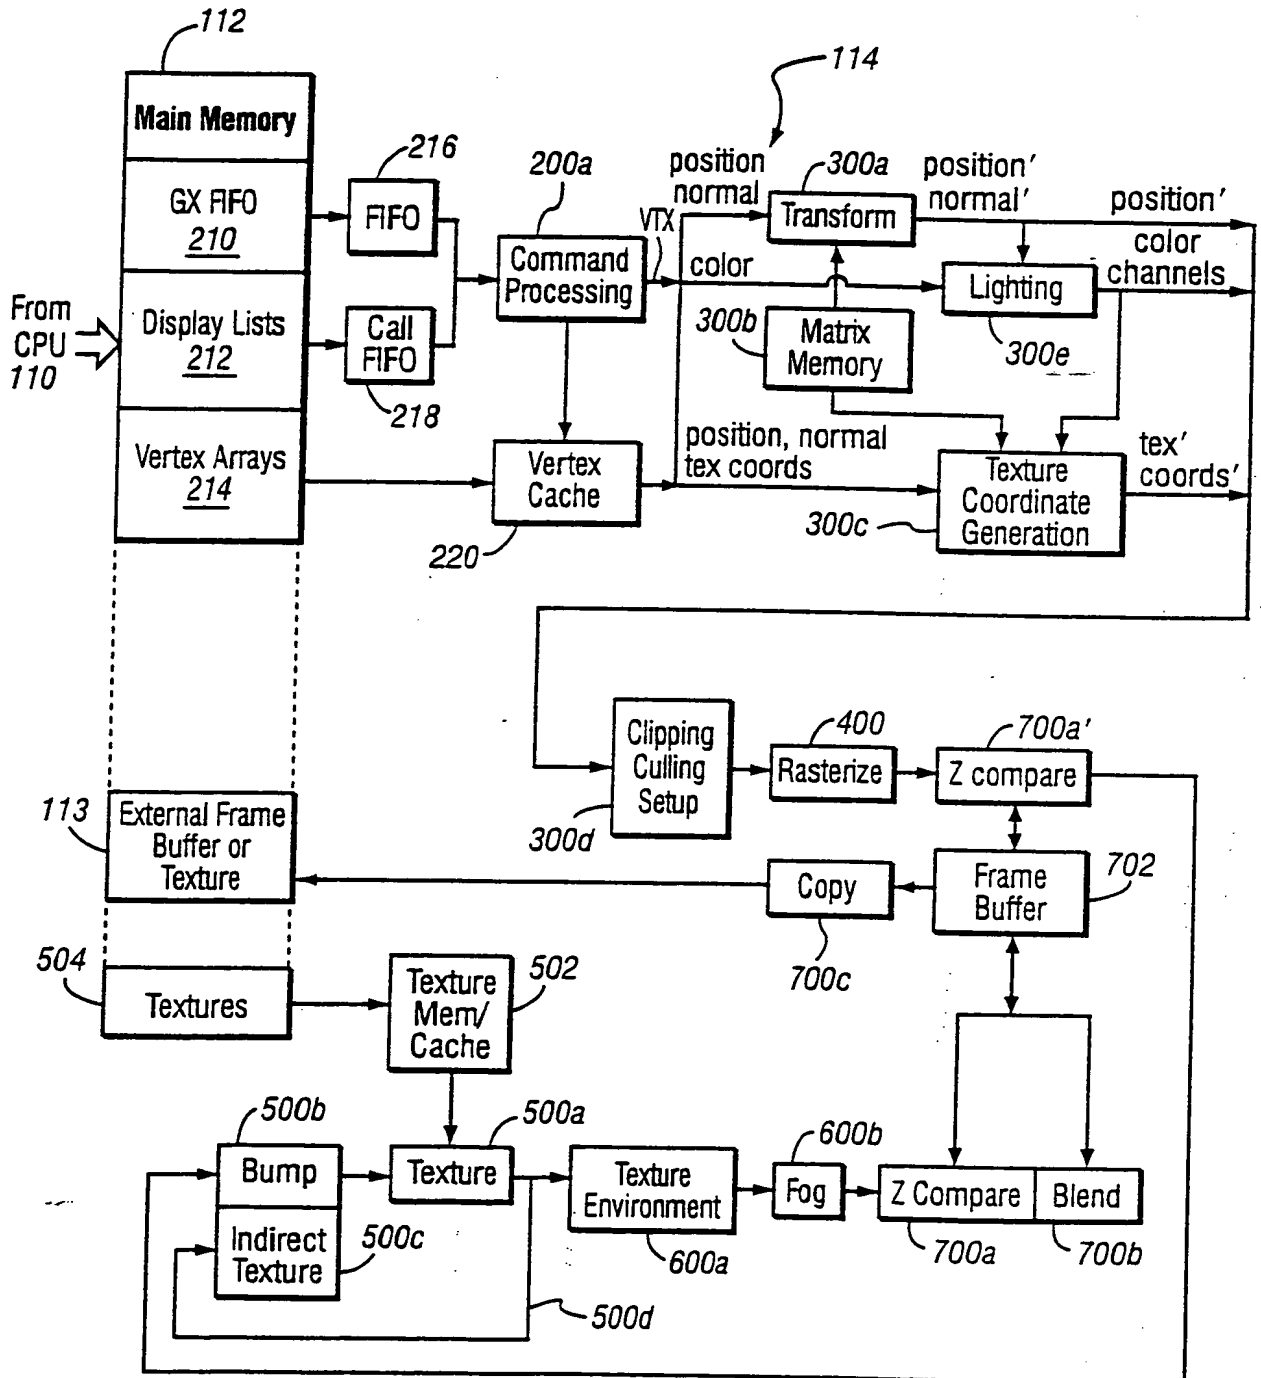 112
114
Main Memory
216
200a
position
normal
300a
position'
normal'
position'
GX FIFO
210
FIFO
VTX
Transform
color
channels
Command
Processing
color
Lighting
From
CPU
110
Display Lists
212
Call
FIFO
300b
Matrix
Memory
300e
218
Vertex Arrays
214
Vertex
Cache
position, normal
tex coords
Texture
Coordinate
Generation
tex'
coords'
300c
220
Clipping
Culling
Setup
400
700a'
Rasterize
Z compare
113
External Frame
Buffer or
Texture
300d
Copy
Frame
Buffer
702
504
Textures
Texture
Mem/
Cache
502
700c
500b
500a
600b
Bump
Texture
Texture
Environment
Fog
Z Compare
Blend
Indirect
Texture
500c
600a
700a
700b
500d